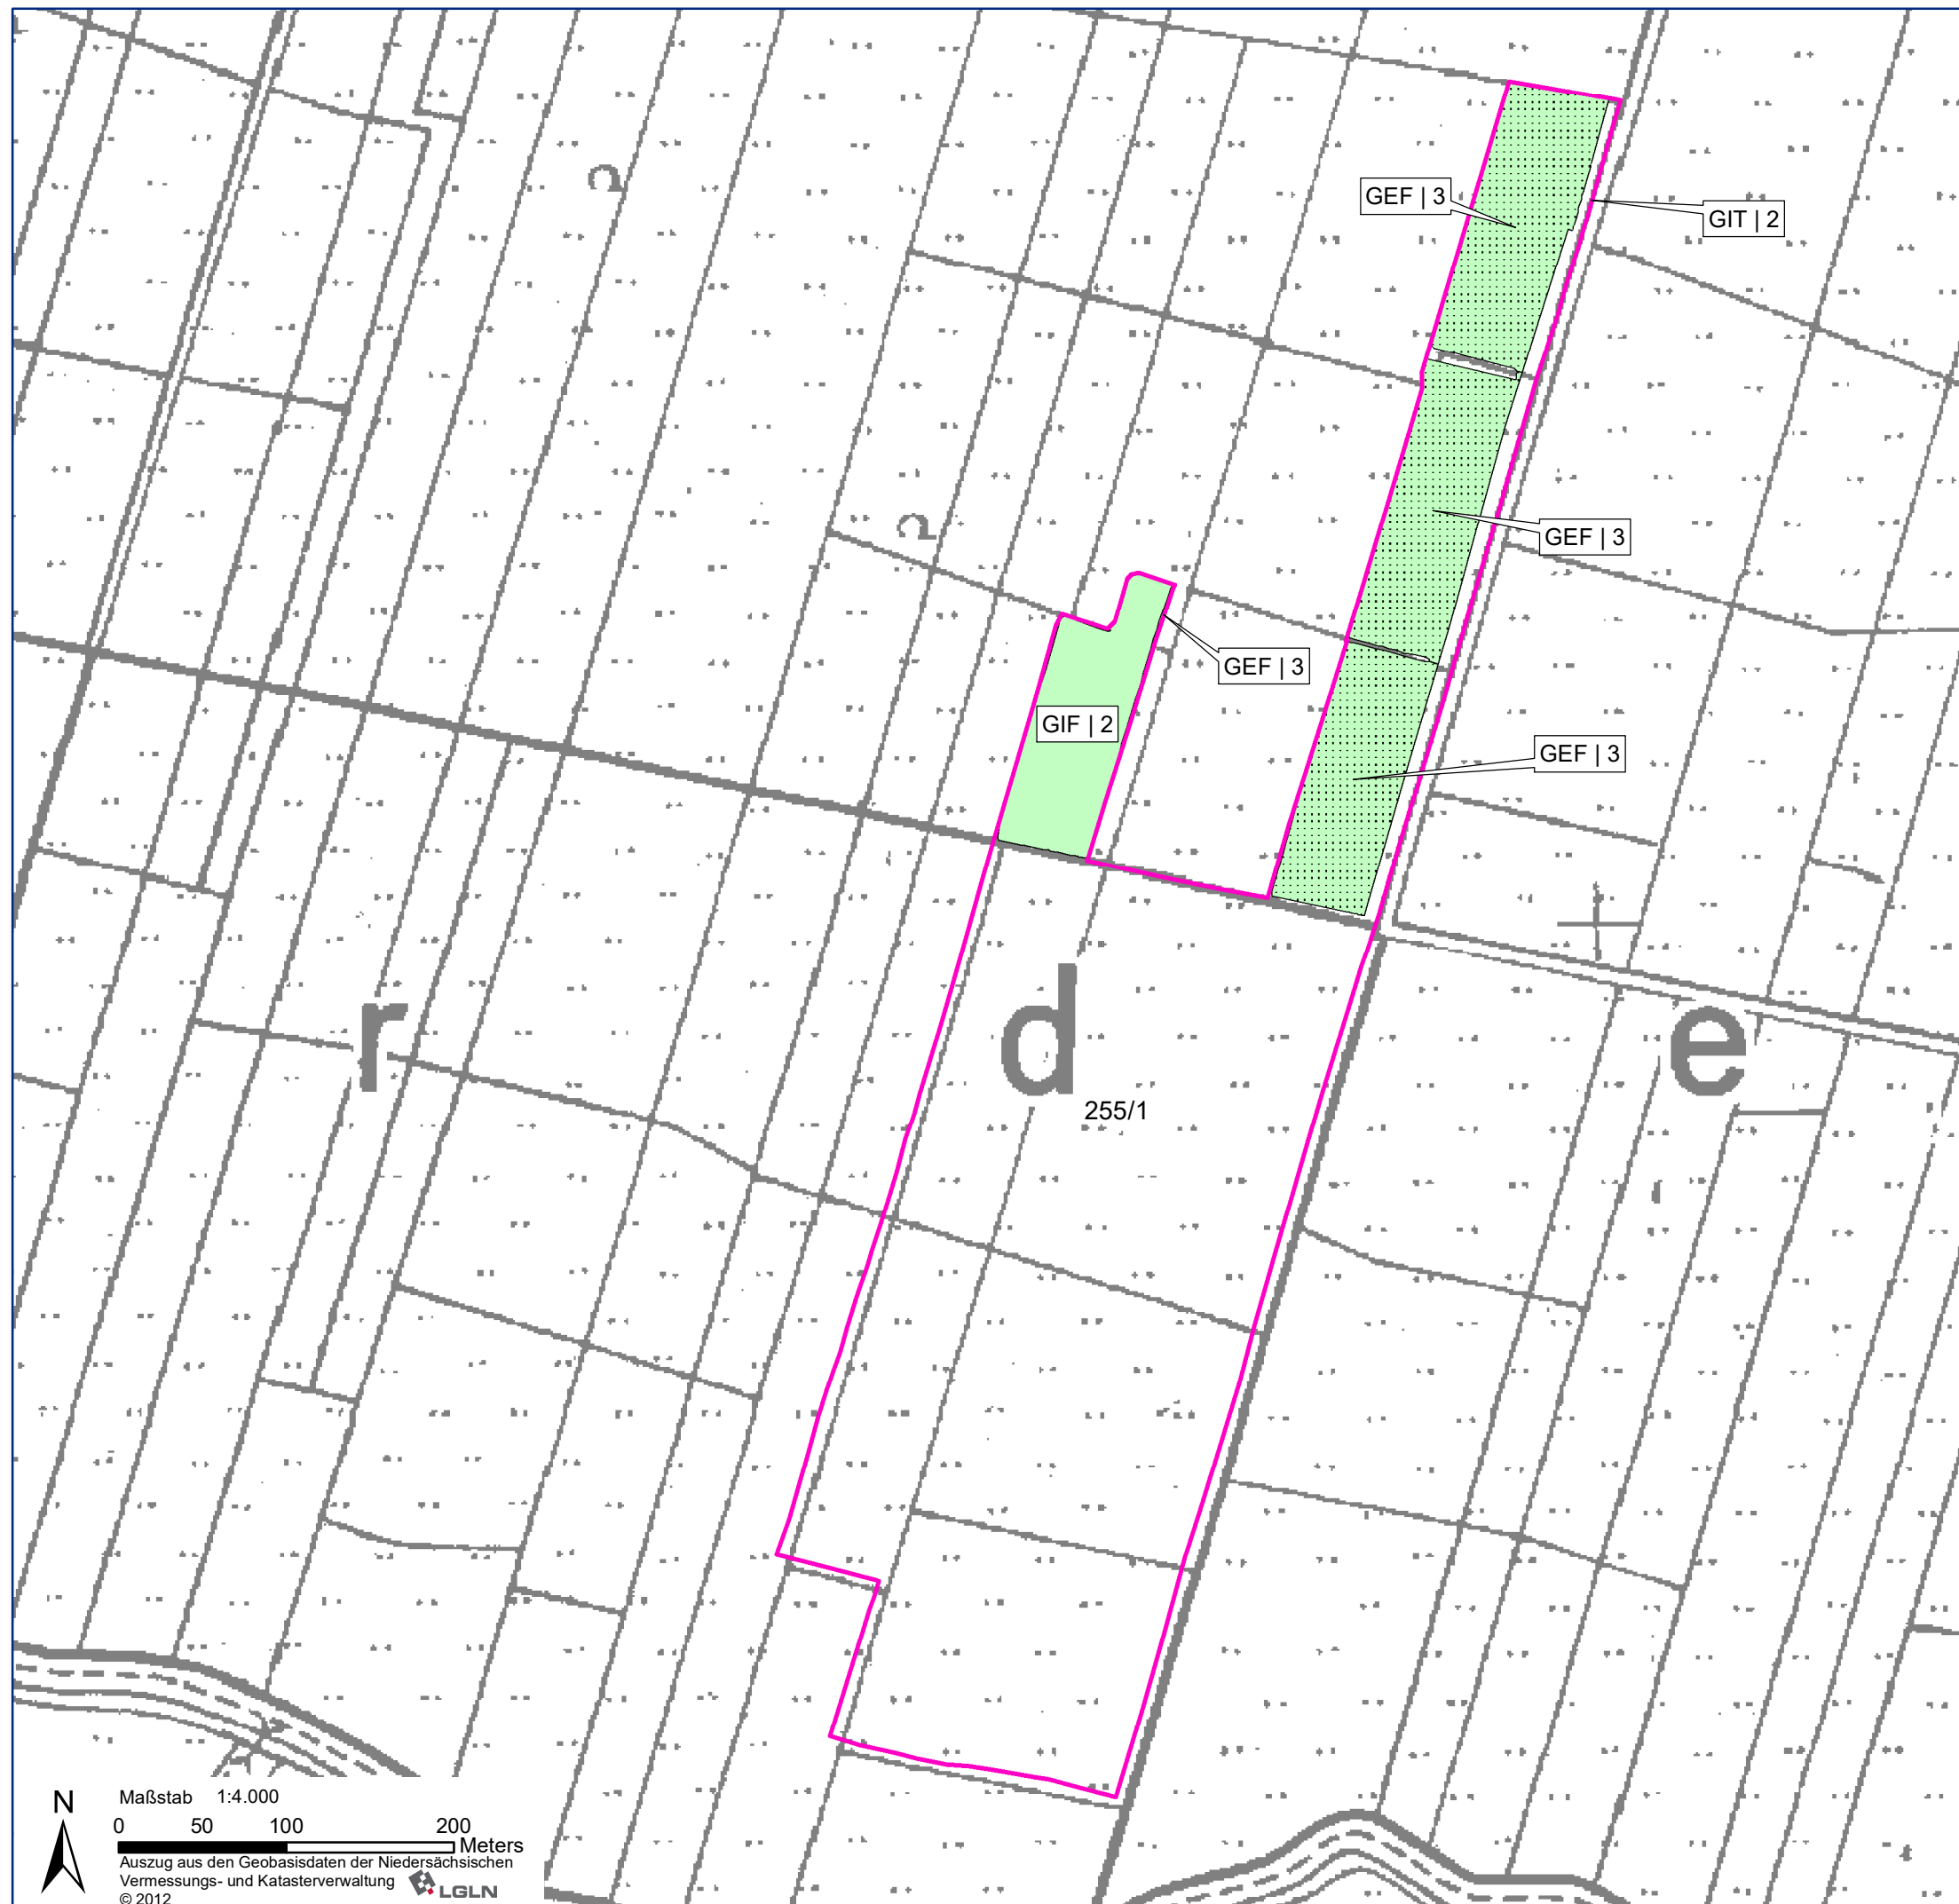 GEF | 3
GIT | 2
GEF | 3
GEF | 3
GIF | 2
GEF | 3
r
d
e
255/1
N
Maßstab 1:4.000
0 50 100 200
Meters
Auszug aus den Geobasisdaten der Niedersächsischen
Vermessungs- und Katasterverwaltung
LGLN
© 2012